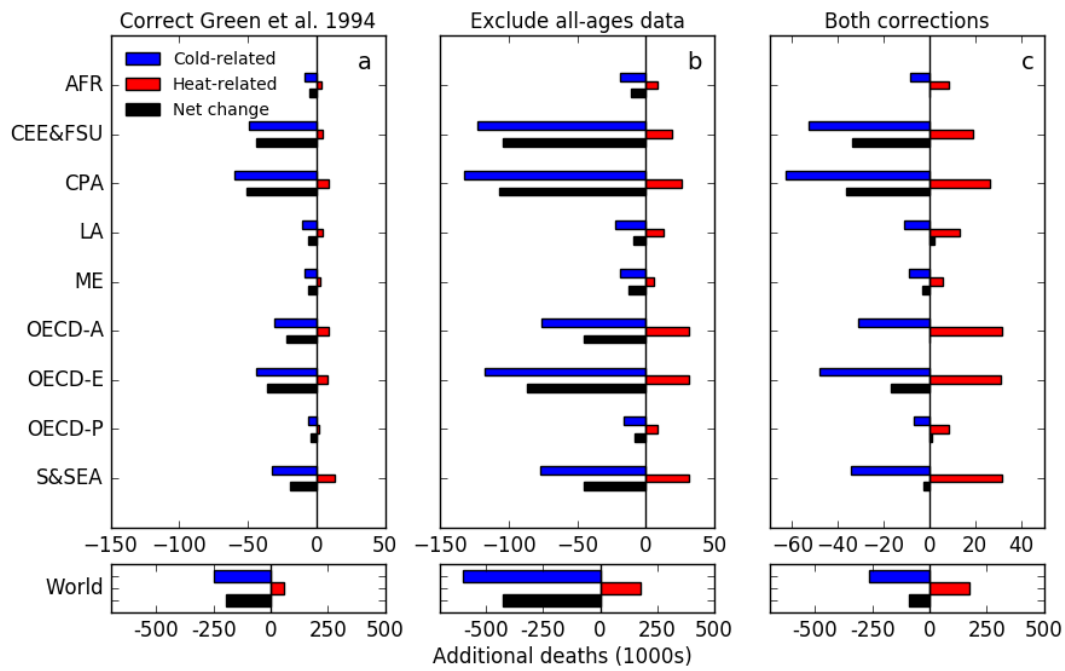 Correct Green et al. 1994
Exclude all-ages data
Both corrections
Cold-related
Heat-related
Net change
a
b
c
AFR
CEE&FSU
CPA
LA
ME
OECD-A
OECD-E
OECD-P
S&SEA
−150 −100 −50 0 50
−150 −100 −50 0 50
−60 −40 −20 0 20 40
World
-500 -250 0 250 500
-500 -250 0 250 500
-500 -250 0 250 500
Additional deaths (1000s)